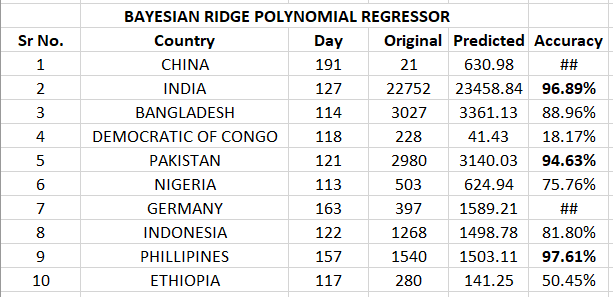 BAYESIAN RIDGE POLYNOMIAL REGRESSOR
Sr No. Country Day Original Predicted Accuracy
1 CHINA 191 21 630.98 ##
2 INDIA 127 22752 23458.84 96.89%
3 BANGLADESH 114 3027 3361.13 88.96%
4 DEMOCRATIC OF CONGO 118 228 41.43 18.17%
5 PAKISTAN 121 2980 3140.03 94.63%
6 NIGERIA 113 503 624.94 75.76%
7 GERMANY 163 397 1589.21 ##
8 INDONESIA 122 1268 1498.78 81.80%
9 PHILLIPINES 157 1540 1503.11 97.61%
10 ETHIOPIA 117 280 141.25 50.45%